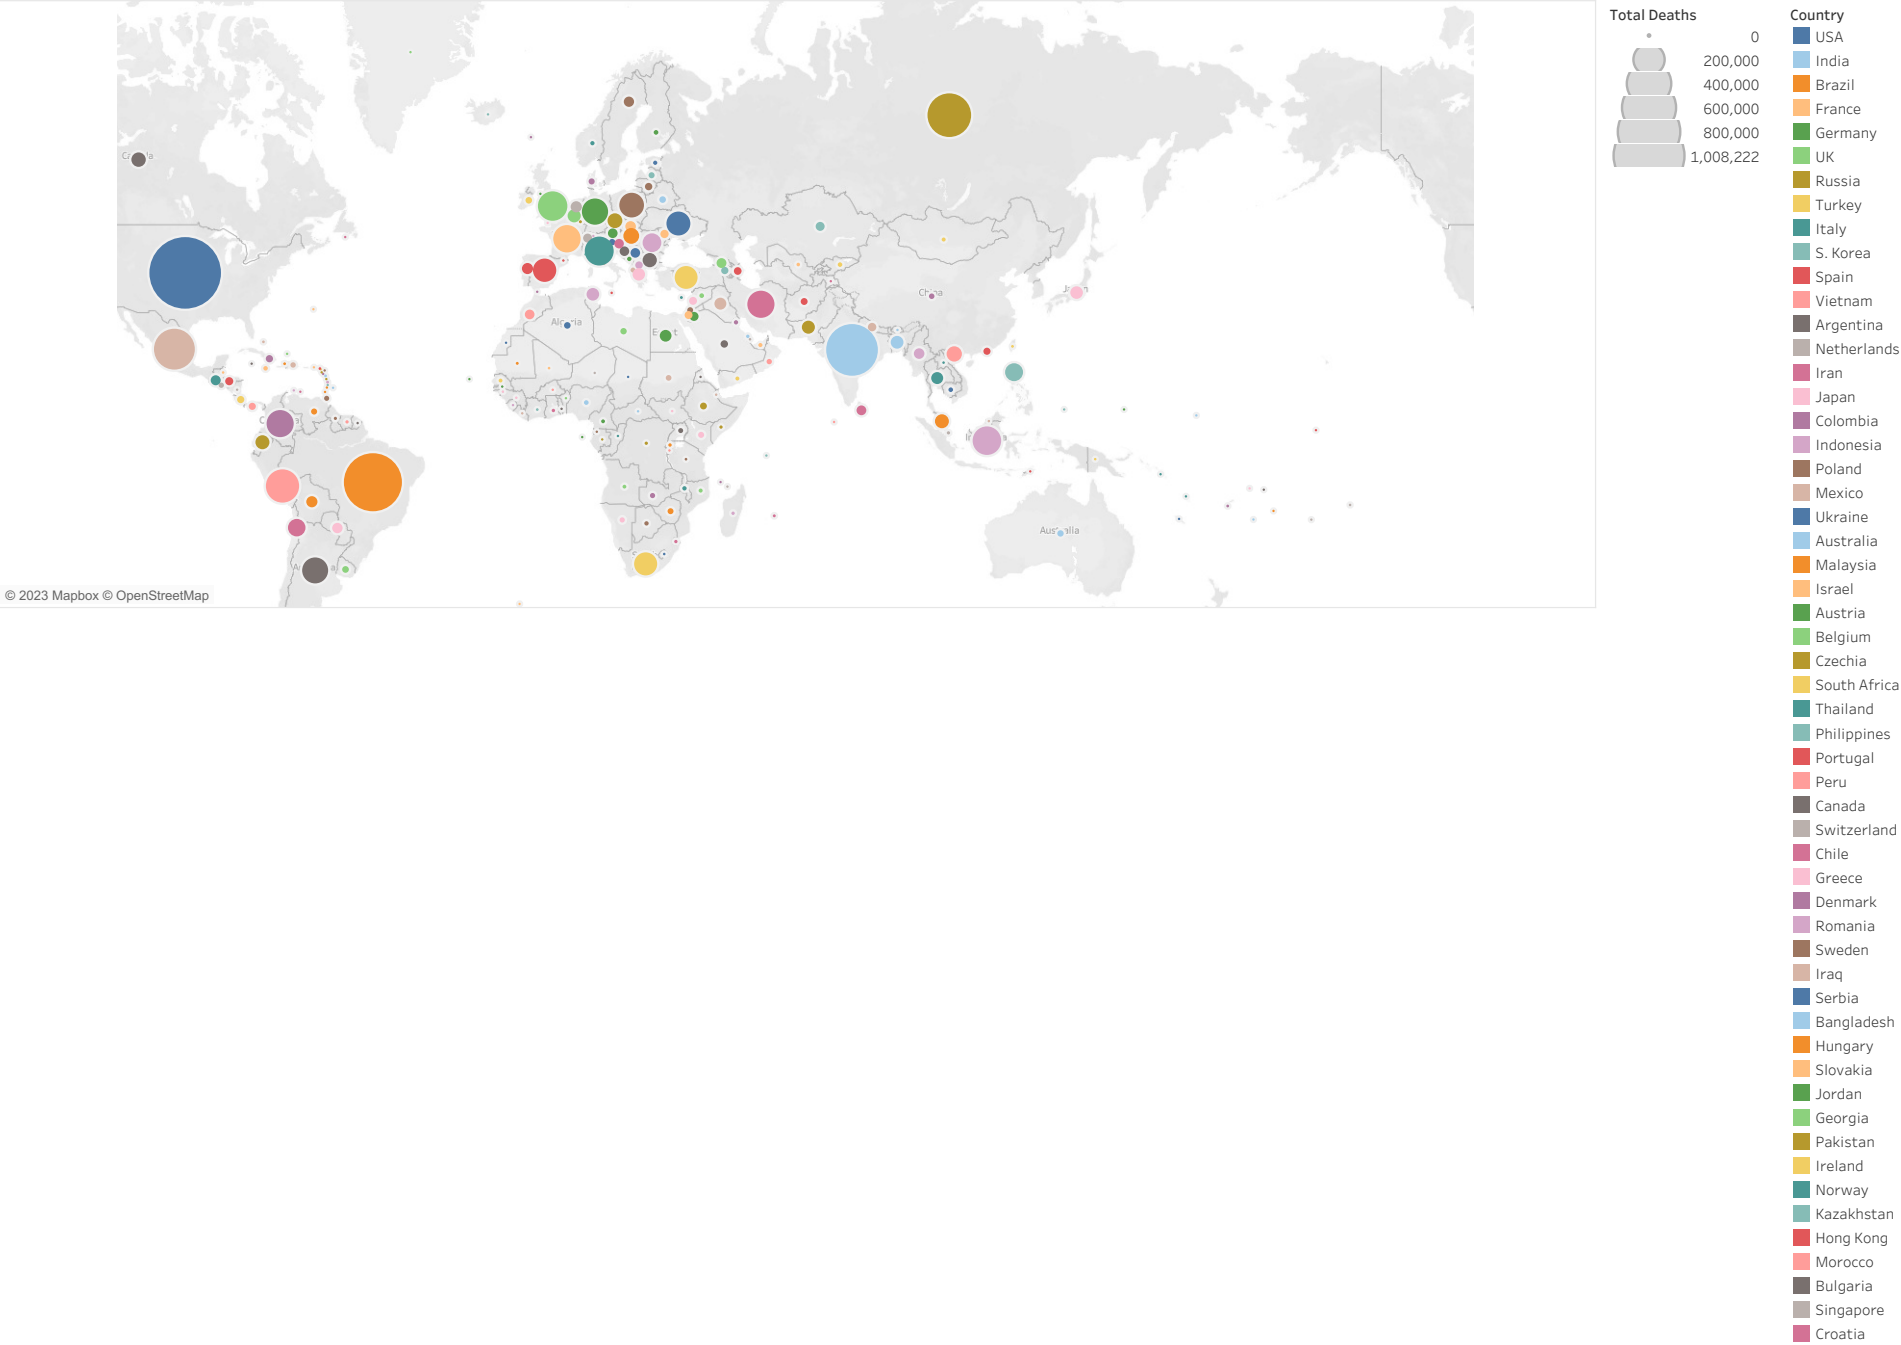 © 2023 Mapbox © OpenStreetMap
Total Deaths
0
200,000
400,000
600,000
800,000
1,008,222
Country
USA
India
Brazil
France
Germany
UK
Russia
Turkey
Italy
S. Korea
Spain
Vietnam
Argentina
Netherlands
Iran
Japan
Colombia
Indonesia
Poland
Mexico
Ukraine
Australia
Malaysia
Israel
Austria
Belgium
Czechia
South Africa
Thailand
Philippines
Portugal
Peru
Canada
Switzerland
Chile
Greece
Denmark
Romania
Sweden
Iraq
Serbia
Bangladesh
Hungary
Slovakia
Jordan
Georgia
Pakistan
Ireland
Norway
Kazakhstan
Hong Kong
Morocco
Bulgaria
Singapore
Croatia